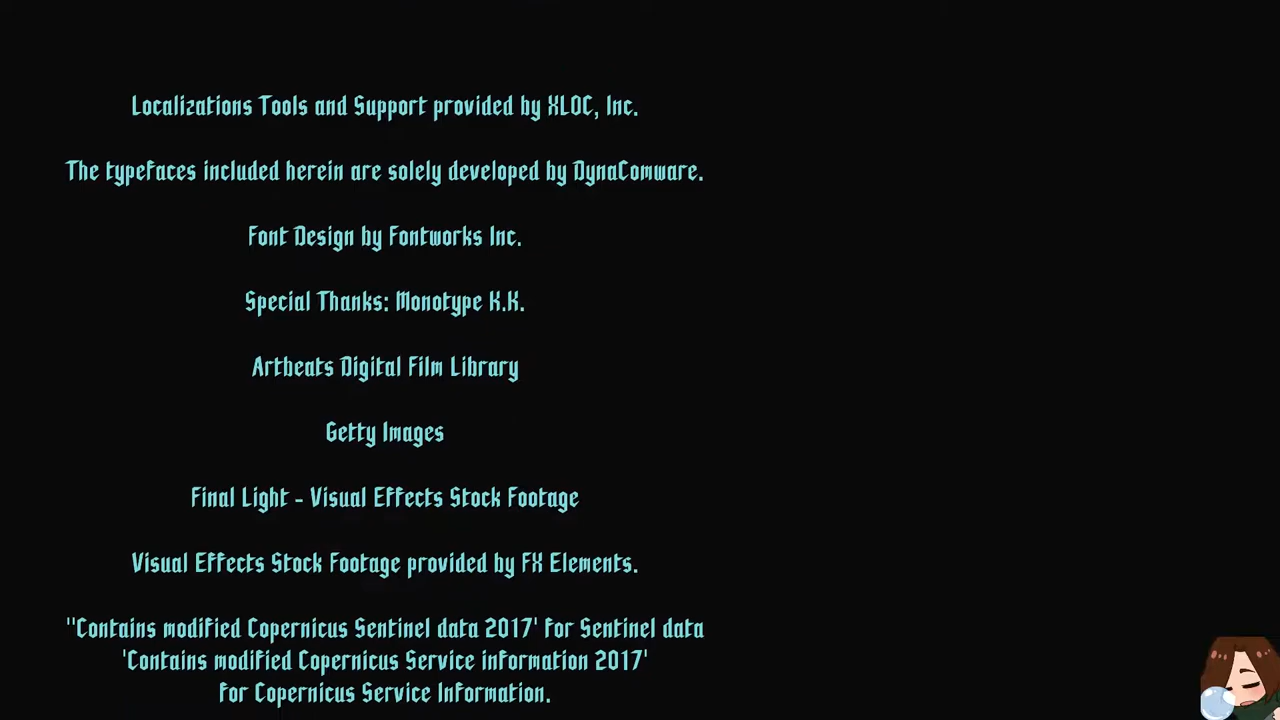 Localizations Tools and Support provided by XLOC, Inc.
The typefaces included herein are solely developed by DynaComware.
Font Design by Fontworks Inc.
Special Thanks: Monotype K.K.
Artbeats Digital Film Library
Getty Images
Final Light - Visual Effects Stock Footage
Visual Effects Stock Footage provided by FX Elements.
''Contains modified Copernicus Sentinel data 2017' for Sentinel data
'Contains modified Copernicus Service information 2017'
for Copernicus Service Information.